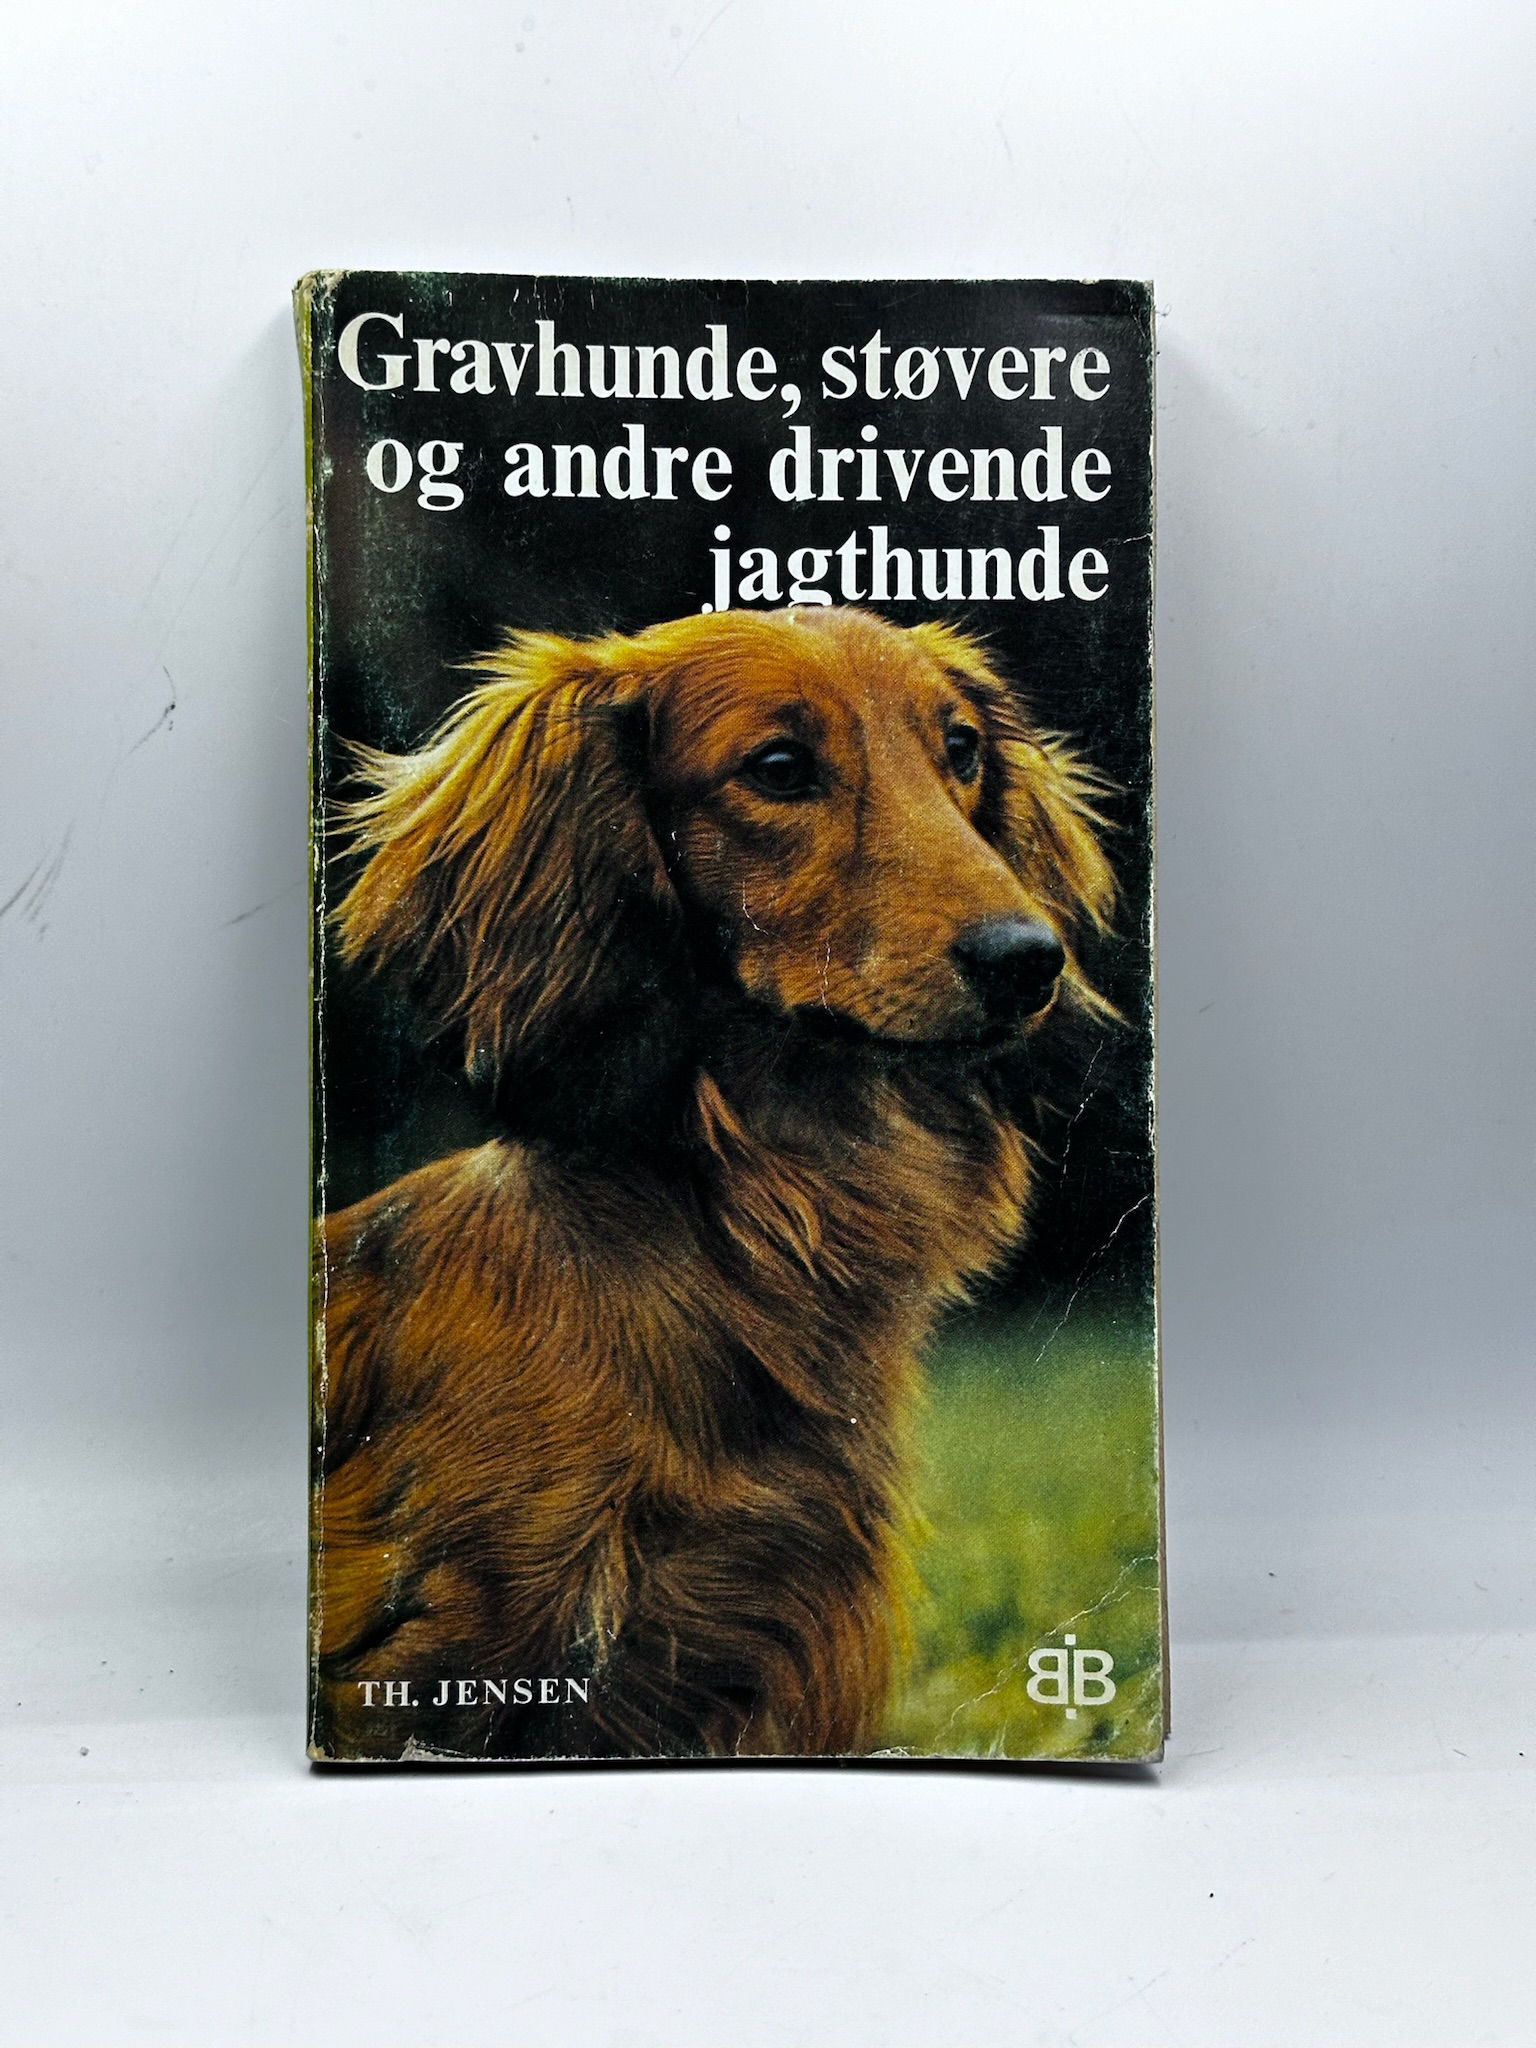 Gravhunde, støvere
og andre drivende
jagthunde
TH. JENSEN
BB